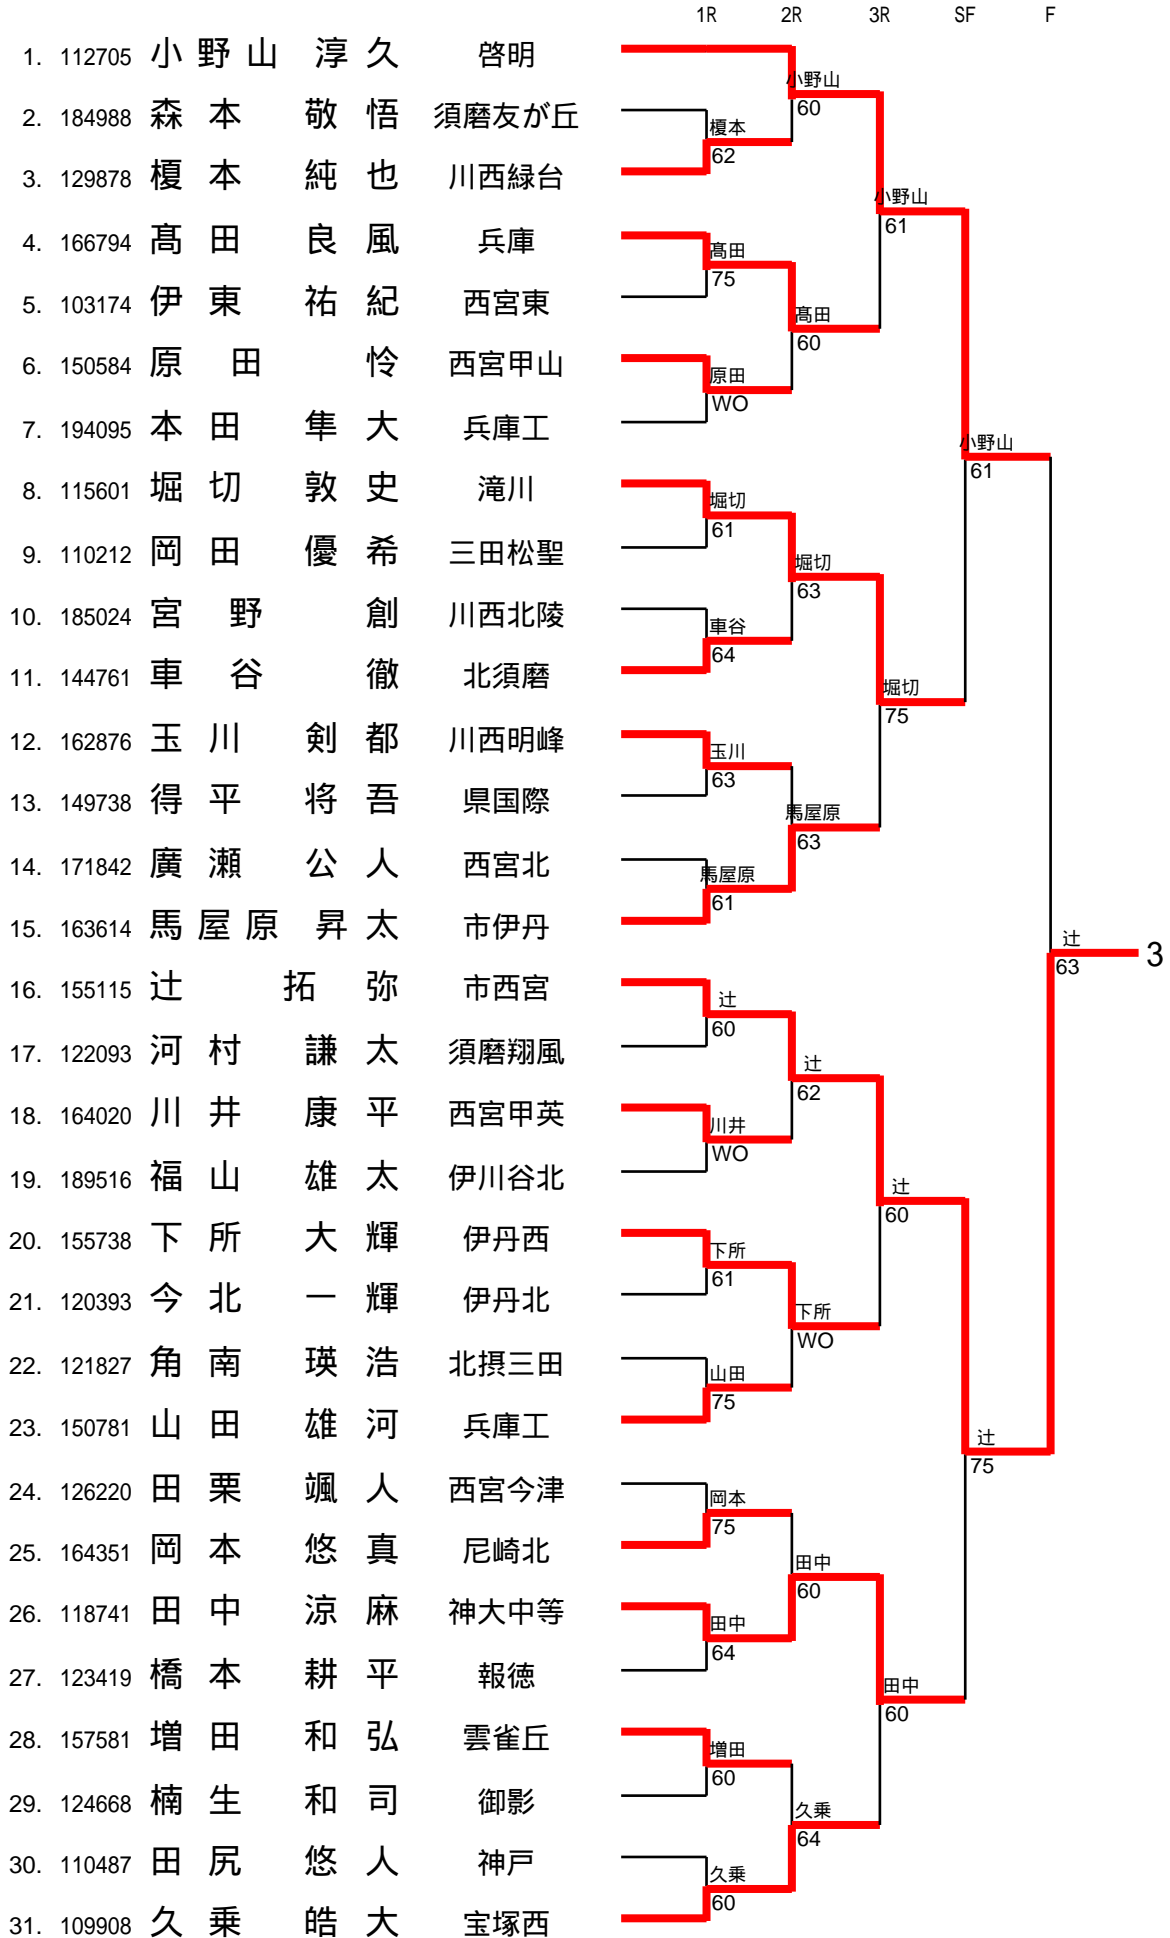 1R 2R 3R SF F
1. 112705 小野山 淳久 啓明
小野山
60
2. 184988 森本 敬悟 須磨友が丘
榎本
62
3. 129878 榎本 純也 川西緑台
小野山
61
4. 166794 髙田 良風 兵庫
髙田
75
5. 103174 伊東 祐紀 西宮東
髙田
60
6. 150584 原田 怜 西宮甲山
原田
WO
7. 194095 本田 隼大 兵庫工
小野山
61
8. 115601 堀切 敦史 滝川
堀切
61
9. 110212 岡田 優希 三田松聖
堀切
63
10. 185024 宮野 創 川西北陵
車谷
64
11. 144761 車谷 徹 北須磨
堀切
75
12. 162876 玉川 剣都 川西明峰
玉川
63
13. 149738 得平 将吾 県国際
馬屋原
63
14. 171842 廣瀬 公人 西宮北
馬屋原
61
15. 163614 馬屋原 昇太 市伊丹
辻
63
3
16. 155115 辻 拓弥 市西宮
辻
60
17. 122093 河村 謙太 須磨翔風
辻
62
18. 164020 川井 康平 西宮甲英
川井
WO
19. 189516 福山 雄太 伊川谷北
辻
60
20. 155738 下所 大輝 伊丹西
下所
61
21. 120393 今北 一輝 伊丹北
下所
WO
22. 121827 角南 瑛浩 北摂三田
山田
75
23. 150781 山田 雄河 兵庫工
辻
75
24. 126220 田栗 颯人 西宮今津
岡本
75
25. 164351 岡本 悠真 尼崎北
田中
60
26. 118741 田中 涼麻 神大中等
田中
64
27. 123419 橋本 耕平 報徳
田中
60
28. 157581 増田 和弘 雲雀丘
増田
60
29. 124668 楠生 和司 御影
久乗
64
30. 110487 田尻 悠人 神戸
久乗
60
31. 109908 久乗 皓大 宝塚西